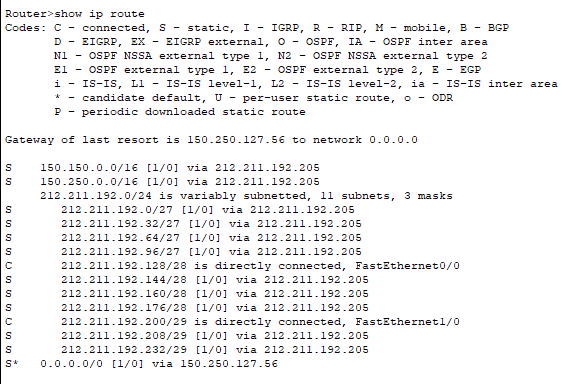 Router>show ip route
Codes: C - connected, S - static, I - IGRP, R - RIP, M - mobile, B - BGP
D - EIGRP, EX - EIGRP external, O - OSPF, IA - OSPF inter area
N1 - OSPF NSSA external type 1, N2 - OSPF NSSA external type 2
E1 - OSPF external type 1, E2 - OSPF external type 2, E - EGP
i - IS-IS, L1 - IS-IS level-1, L2 - IS-IS level-2, ia - IS-IS inter area
* - candidate default, U - per-user static route, o - ODR
P - periodic downloaded static route
Gateway of last resort is 150.250.127.56 to network 0.0.0.0
S 150.150.0.0/16 [1/0] via 212.211.192.205
S 150.250.0.0/16 [1/0] via 212.211.192.205
212.211.192.0/24 is variably subnetted, 11 subnets, 3 masks
S 212.211.192.0/27 [1/0] via 212.211.192.205
S 212.211.192.32/27 [1/0] via 212.211.192.205
S 212.211.192.64/27 [1/0] via 212.211.192.205
S 212.211.192.96/27 [1/0] via 212.211.192.205
C 212.211.192.128/28 is directly connected, FastEthernet0/0
S 212.211.192.144/28 [1/0] via 212.211.192.205
S 212.211.192.160/28 [1/0] via 212.211.192.205
S 212.211.192.176/28 [1/0] via 212.211.192.205
C 212.211.192.200/29 is directly connected, FastEthernet1/0
S 212.211.192.208/29 [1/0] via 212.211.192.205
S 212.211.192.232/29 [1/0] via 212.211.192.205
S* 0.0.0.0/0 [1/0] via 150.250.127.56